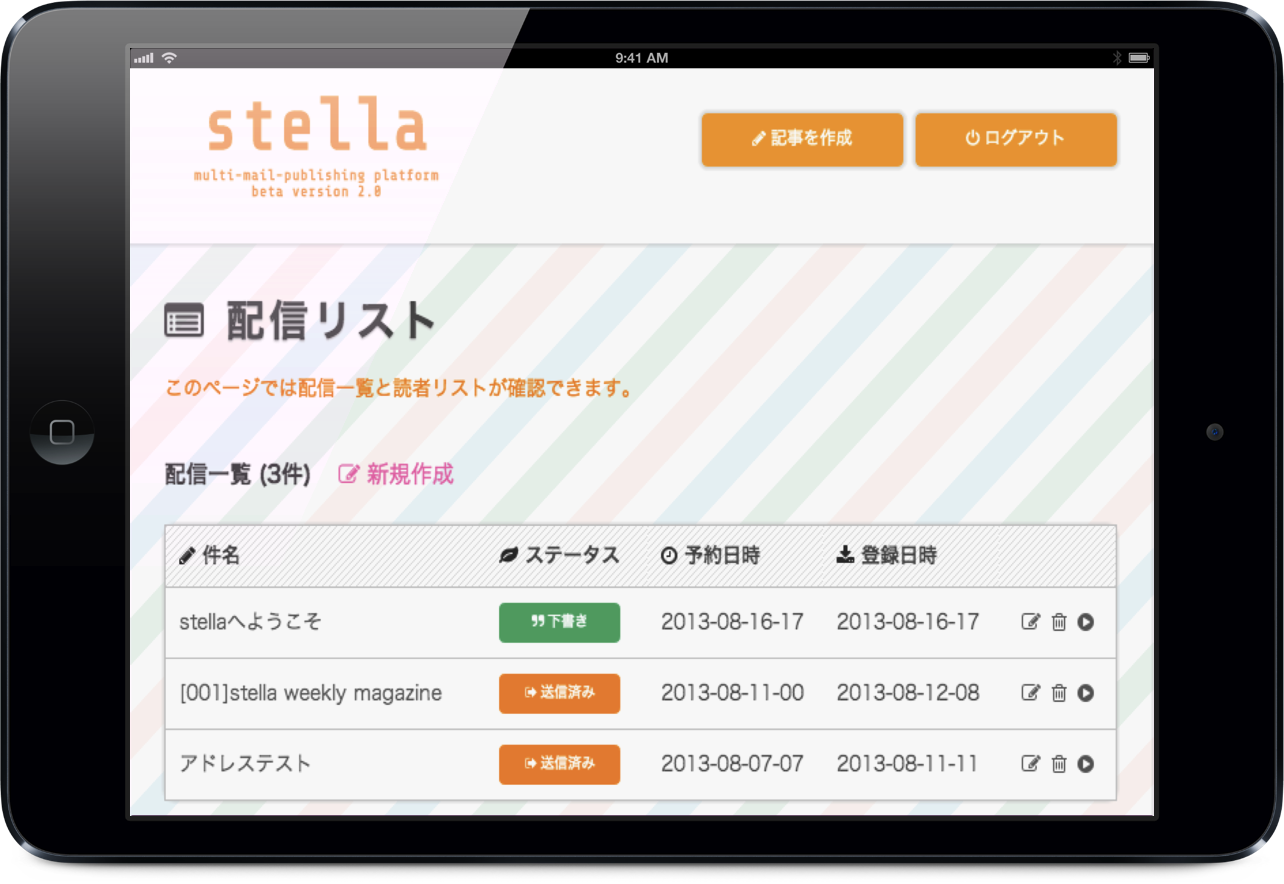 9:41 AM
stella
multi-mail-publishing platform
beta version 2.0
記事を作成
ログアウト
配信リスト
このページでは配信一覧と読者リストが確認できます。
配信一覧 (3件) 新規作成
件名 ステータス 予約日時 登録日時
stellaへようこそ 下書き 2013-08-16-17 2013-08-16-17
[001]stella weekly magazine 送信済み 2013-08-11-00 2013-08-12-08
アドレステスト 送信済み 2013-08-07-07 2013-08-11-11